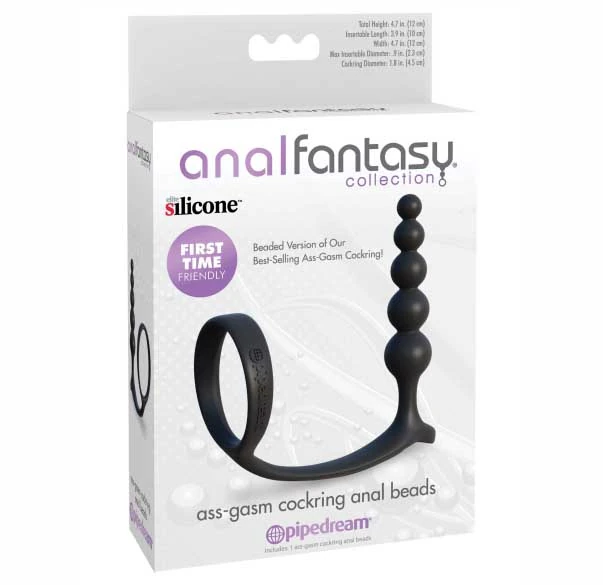 Total Height: 4.7 in. (12 cm)
Insertable Length: 3.9 in. (10 cm)
Width: 4.7 in. (12 cm)
Max Insertable Diameter: .9 in. (2.3 cm)
Cockring Diameter: 1.8 in. (4.5 cm)
analfantasy®
collection
elite
silicone™
FIRST
TIME
FRIENDLY
Beaded Version of Our
Best-Selling Ass-Gasm Cockring!
ass-gasm cockring anal beads
pipedream®
Includes: 1 ass-gasm cockring anal beads